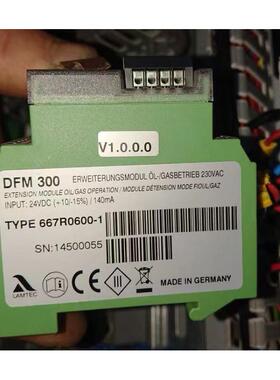 V1.0.0.0
DFM 300
ERWEITERUNGSMODUL ÖL-/GASBETRIEB 230VAC
EXTENSION MODULE OIL/GAS OPERATION / MODULE DÉTENSION MODE FIOUL/GAZ
INPUT: 24VDC (+10/-15%) / 140mA
TYPE 667R0600-1
SN:14500055
LAMTEC
MADE IN GERMANY